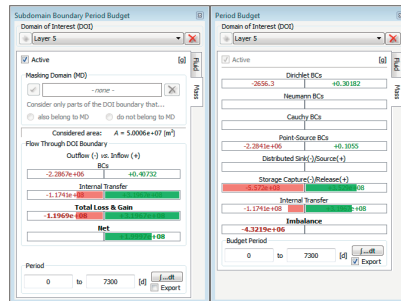 Subdomain Boundary Period Budget
Domain of Interest (DOI)
Layer 5
Active
[g]
Masking Domain (MD)
- none -
Consider only parts of the DOI boundary that...
also belong to MD
do not belong to MD
Considered area: A = 5.0000e+07 [m²]
Flow Through DOI Boundary
Outflow (-) vs. Inflow (+)
BCs
-2.2867e+06
+0.40732
Internal Transfer
-1.1741e+08
Total Loss & Gain
-1.1969e+08
Net
Period
0 to 7300 [d]
∫...dt
Export
Fluid
Mass
Period Budget
Domain of Interest (DOI)
Layer 5
Active
[g]
Dirichlet BCs
-2656.3
+0.30182
Neumann BCs
Cauchy BCs
Point-Source BCs
-2.2841e+06
+0.1055
Distributed Sink(-)/Source(+)
Storage Capture(-)/Release(+)
Internal Transfer
-1.1741e+08
Imbalance
-4.3219e+06
Budget Period
0 to 7300 [d]
∫...dt
Export
Fluid
Mass